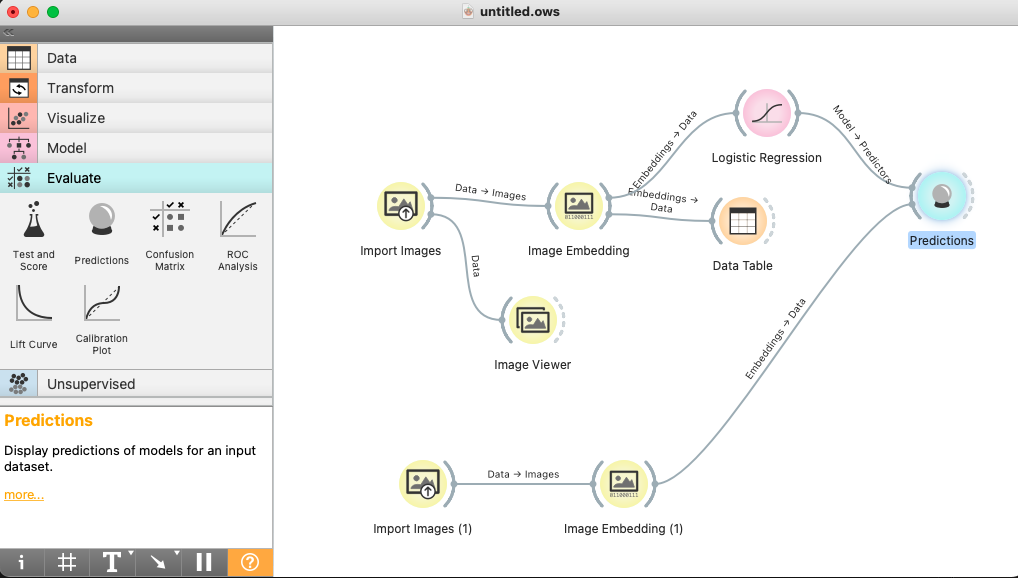 untitled.ows
Data
Transform
Visualize
Model
Evaluate
Test and
Score
Predictions
Confusion
Matrix
ROC
Analysis
Lift Curve
Calibration
Plot
Unsupervised
Predictions
Display predictions of models for an input
dataset.
more...
i
T
?
Import Images
Data → Images
Data
011000111
Image Embedding
Image Viewer
Embeddings → Data
Embeddings →
Data
Logistic Regression
Data Table
Model → Predictors
Predictions
Embeddings → Data
Import Images (1)
Data → Images
011000111
Image Embedding (1)